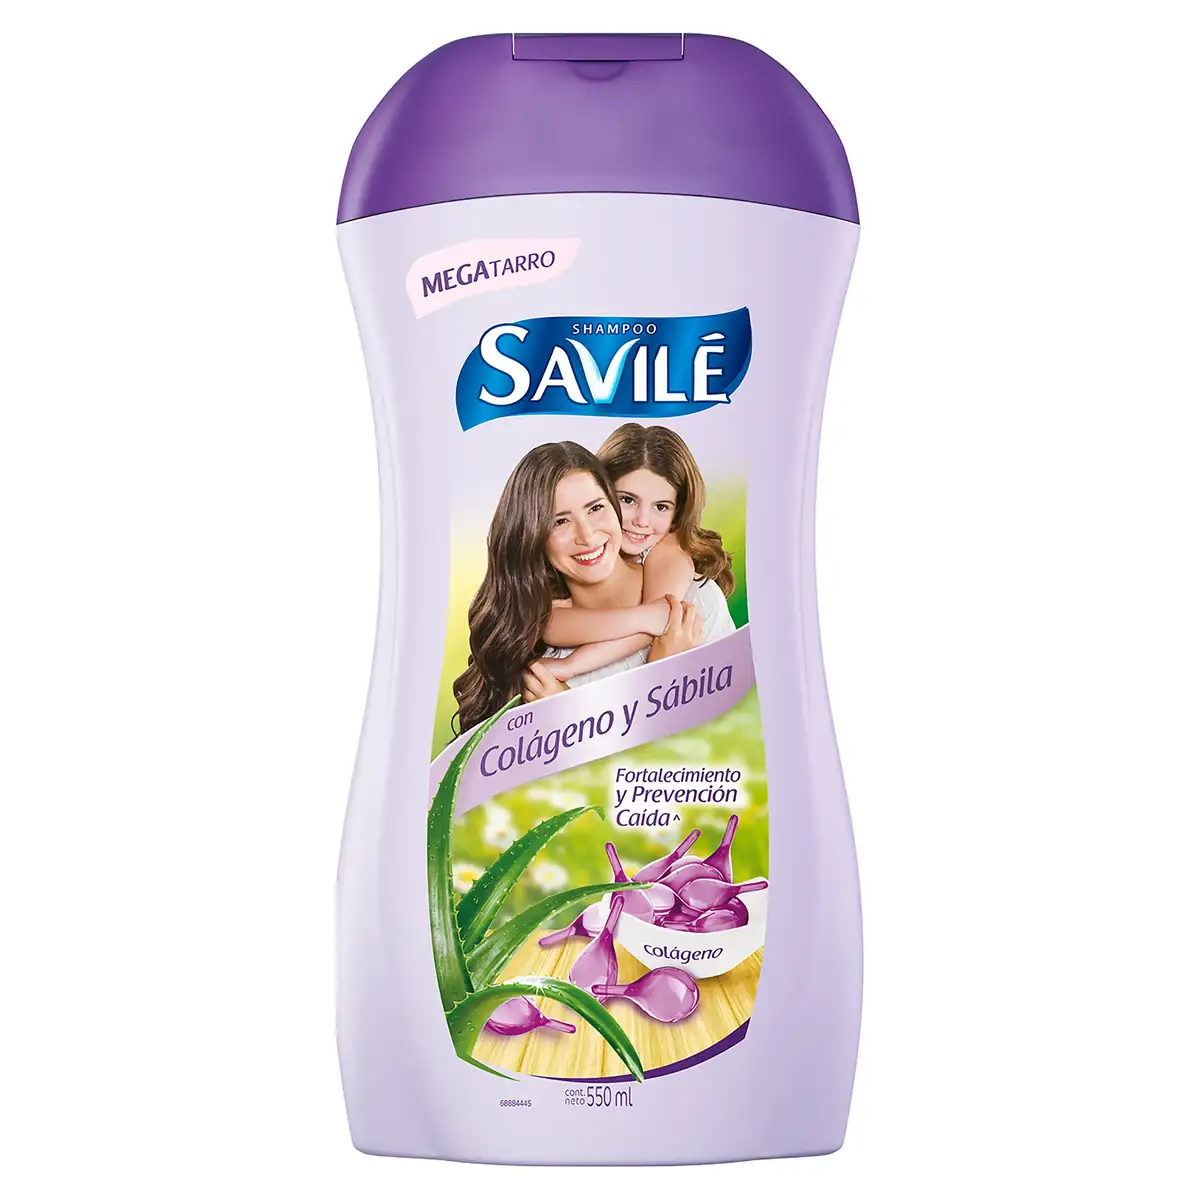 MEGATARRO
SHAMPOO
SAVILÉ
con
Colágeno y Sábila
Fortalecimiento
y Prevención
Caída^
colágeno
68884445
cont.
neto 550 ml